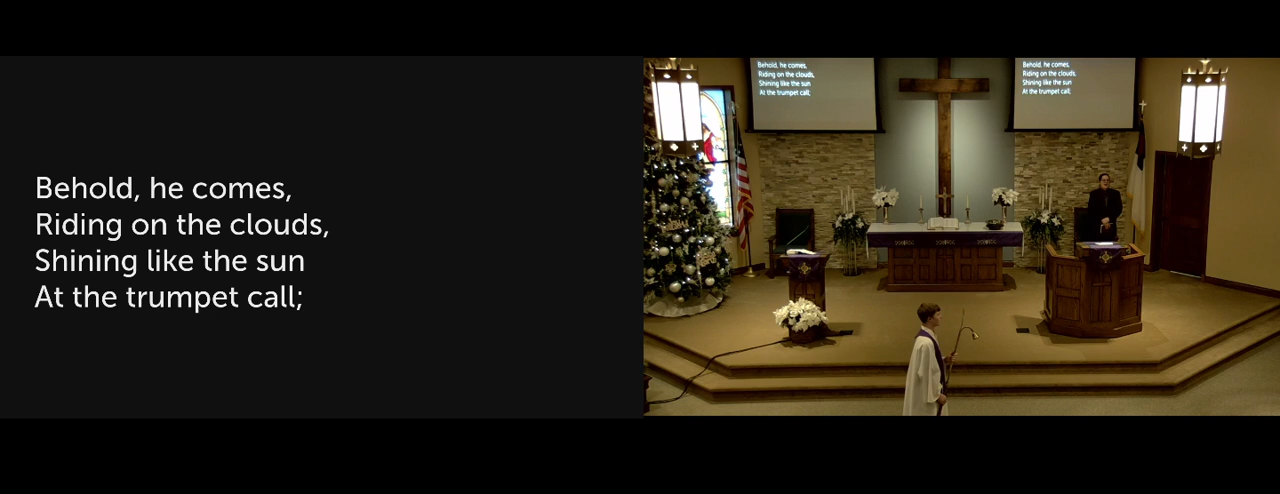 Behold, he comes,
Riding on the clouds,
Shining like the sun
At the trumpet call;
Behold, he comes,
Riding on the clouds,
Shining like the sun
At the trumpet call;
Behold, he comes,
Riding on the clouds,
Shining like the sun
At the trumpet call;